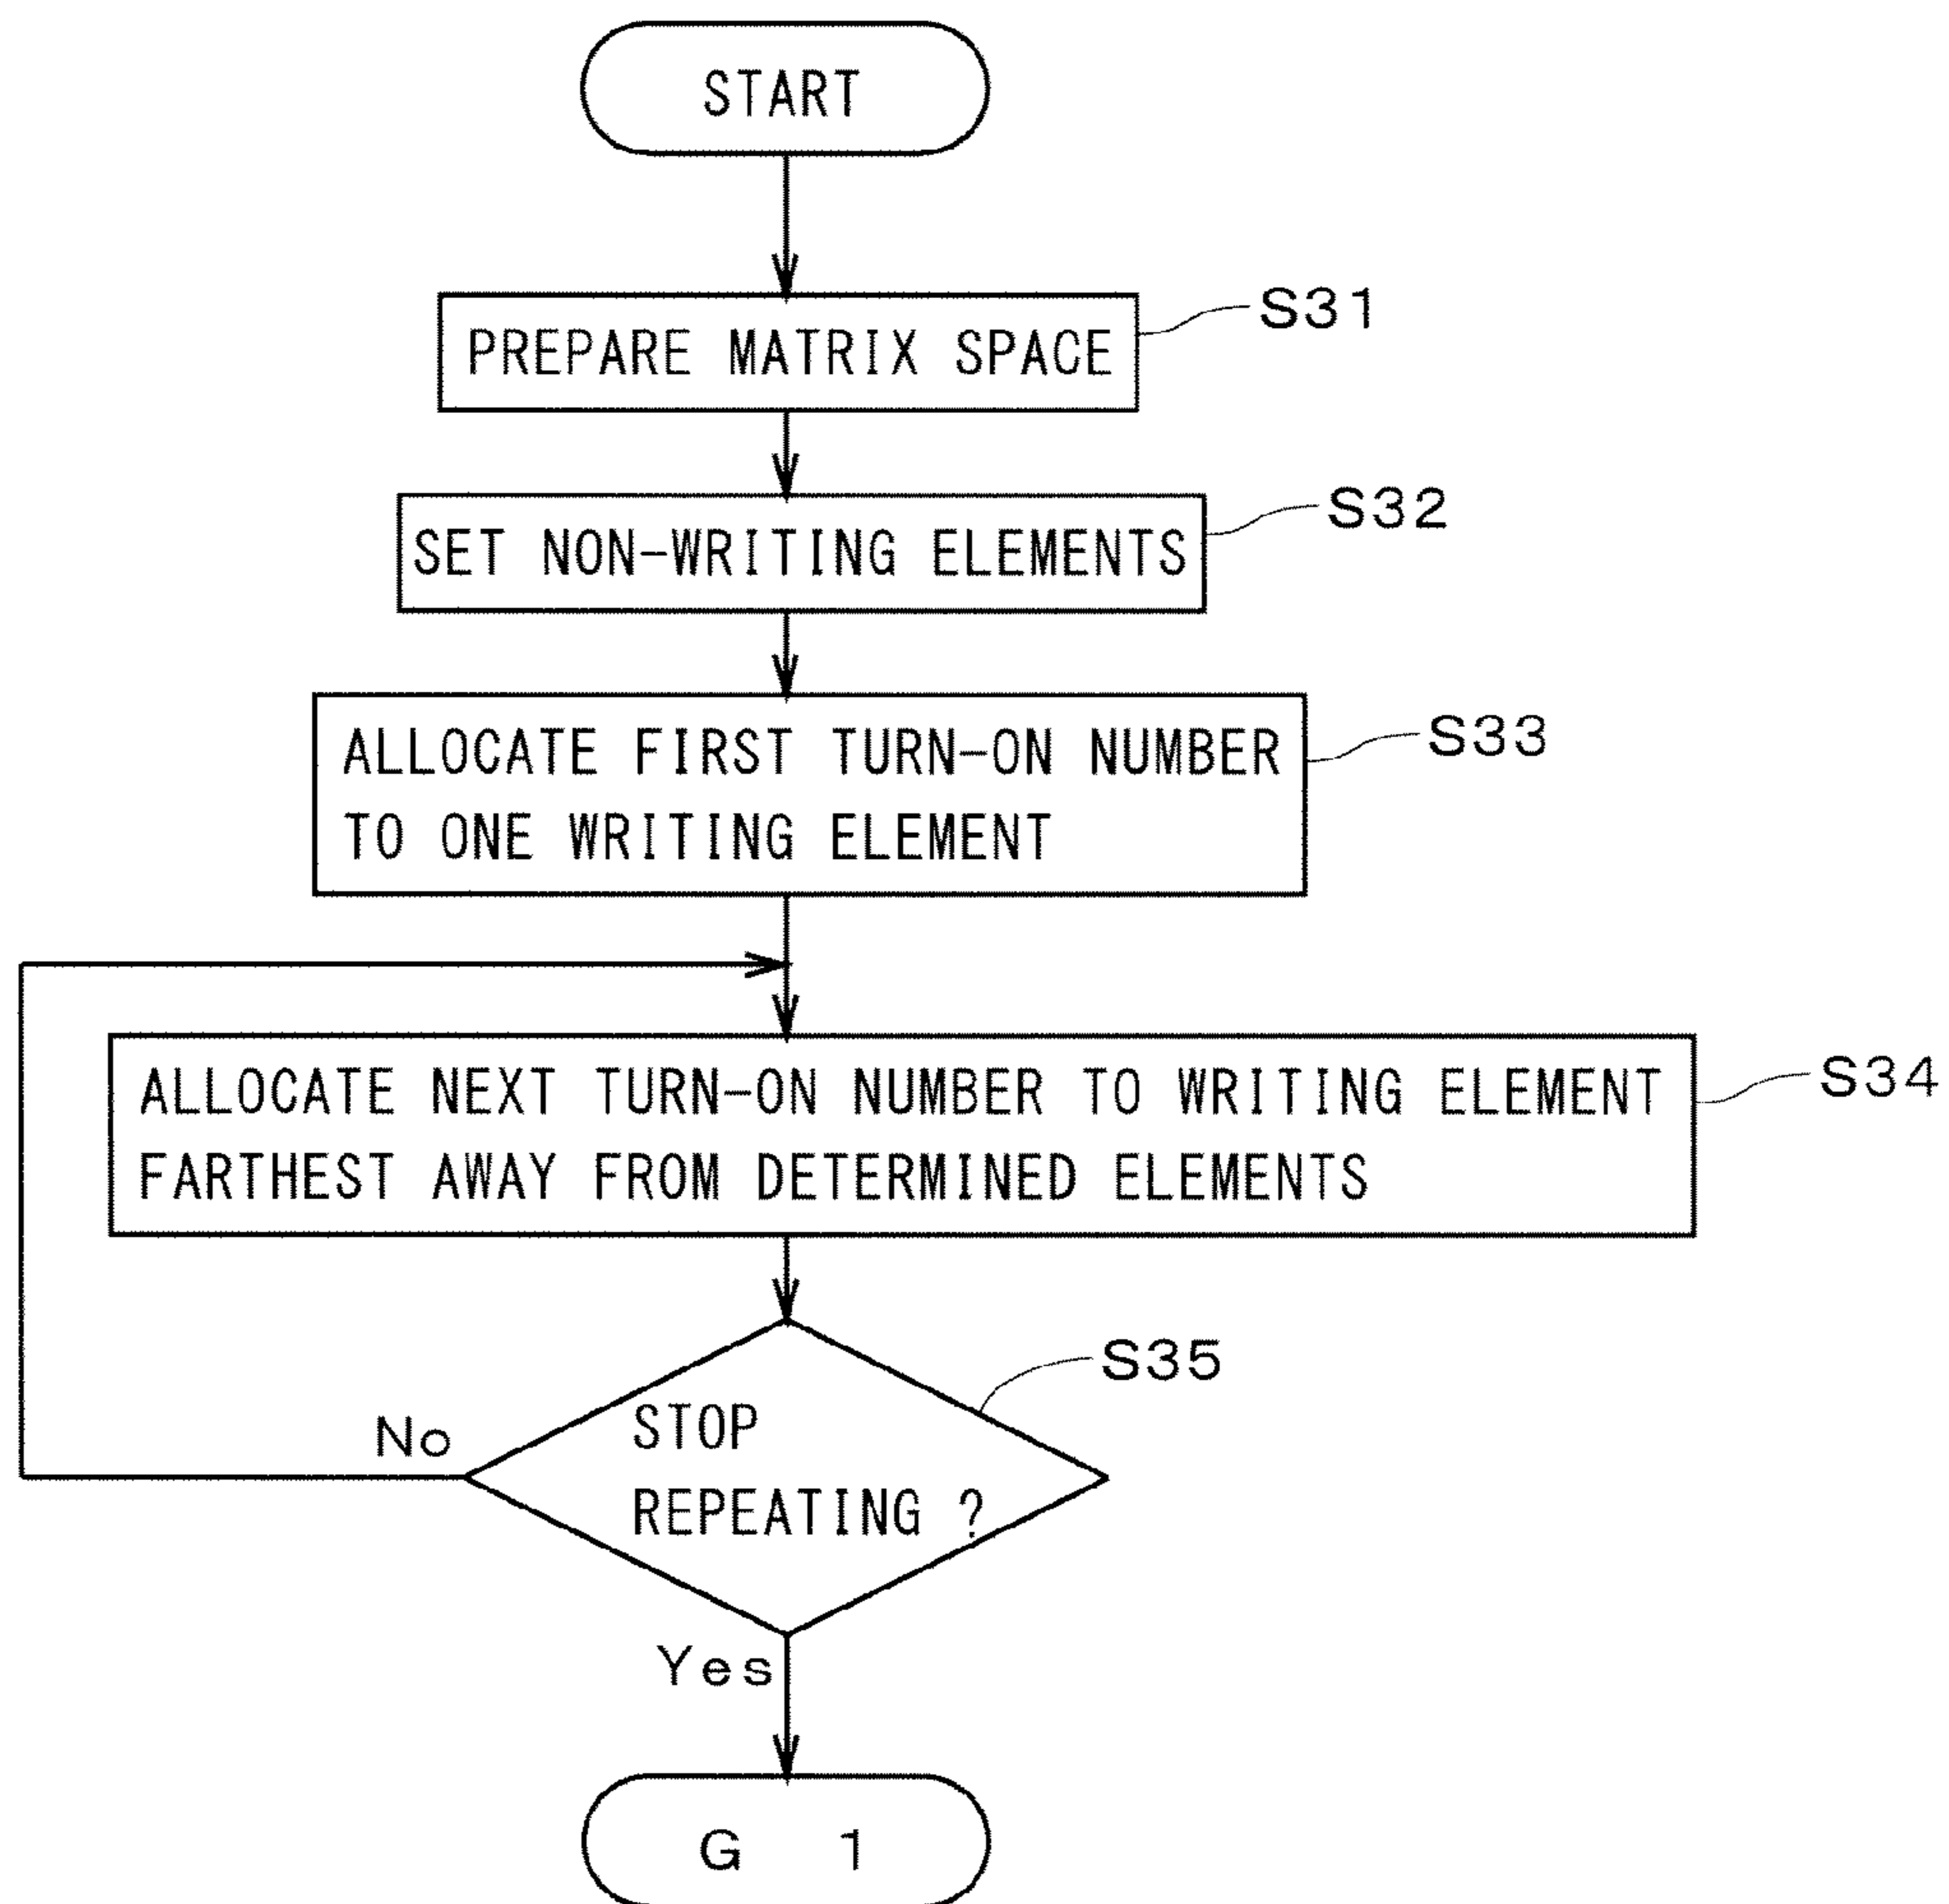 START
PREPARE MATRIX SPACE
S31
SET NON-WRITING ELEMENTS
S32
ALLOCATE FIRST TURN-ON NUMBER
TO ONE WRITING ELEMENT
S33
ALLOCATE NEXT TURN-ON NUMBER TO WRITING ELEMENT
FARTHEST AWAY FROM DETERMINED ELEMENTS
S34
STOP
REPEATING ?
S35
No
Yes
G 1